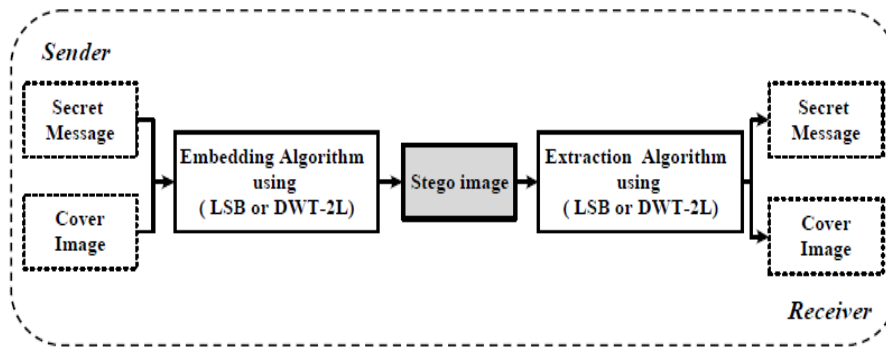 Sender
Secret
Message
Cover
Image
Embedding Algorithm
using
( LSB or DWT-2L)
Stego image
Extraction Algorithm
using
( LSB or DWT-2L)
Secret
Message
Cover
Image
Receiver